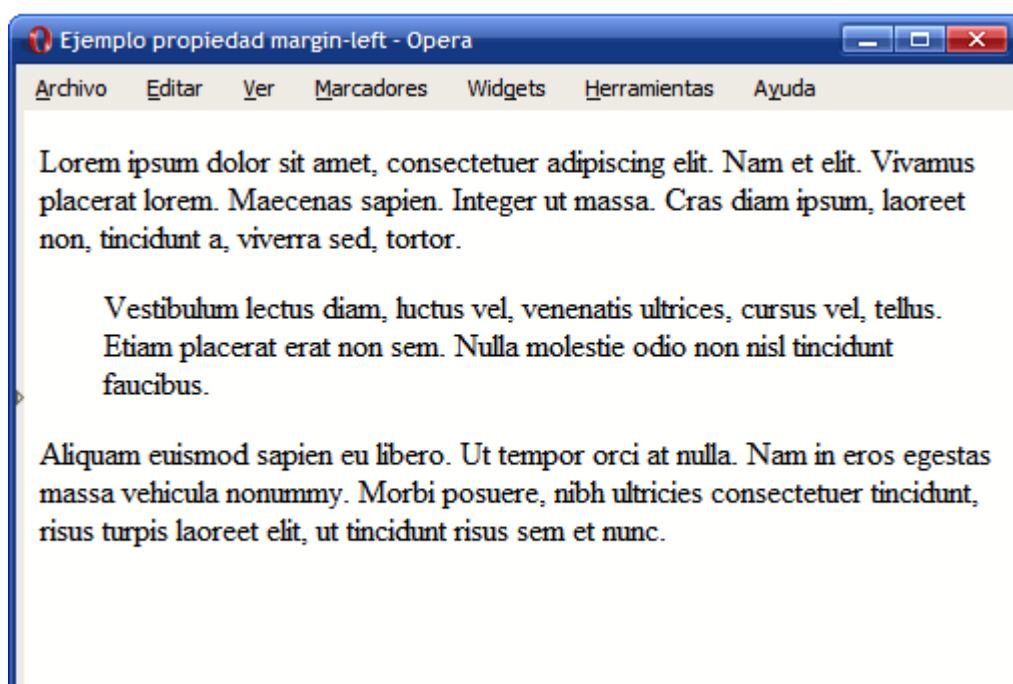 Ejemplo propiedad margin-left - Opera
Archivo Editar Ver Marcadores Widgets Herramientas Ayuda
Lorem ipsum dolor sit amet, consectetuer adipiscing elit. Nam et elit. Vivamus
placerat lorem. Maecenas sapien. Integer ut massa. Cras diam ipsum, laoreet
non, tincidunt a, viverra sed, tortor.
Vestibulum lectus diam, luctus vel, venenatis ultrices, cursus vel, tellus.
Etiam placerat erat non sem. Nulla molestie odio non nisl tincidunt
faucibus.
Aliquam euismod sapien eu libero. Ut tempor orci at nulla. Nam in eros egestas
massa vehicula nonummy. Morbi posuere, nibh ultricies consectetuer tincidunt,
risus turpis laoreet elit, ut tincidunt risus sem et nunc.